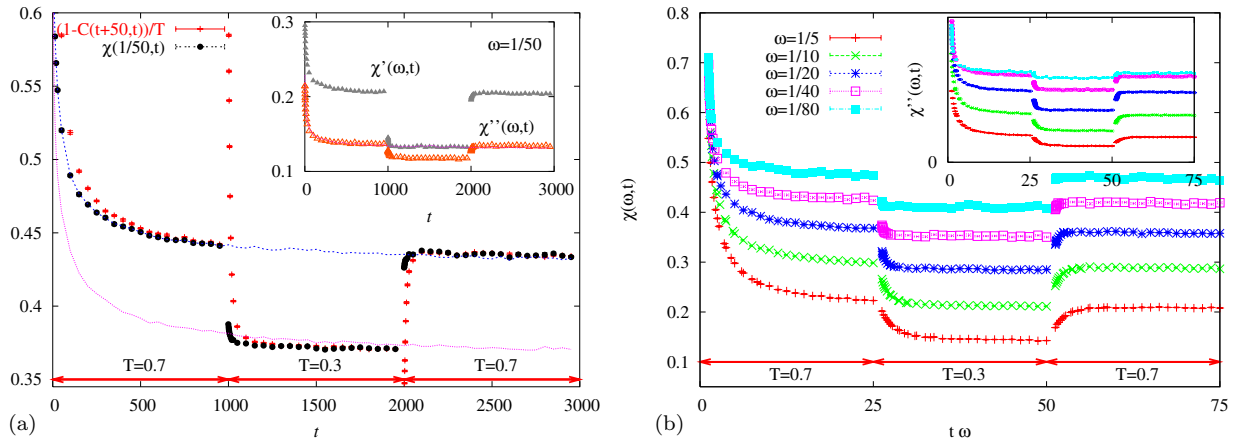 (1-C(t+50,t))/T
χ(1/50,t)
0.6
0.55
0.5
0.45
0.4
0.35
0.3
0.2
0.1
ω=1/50
χ'(ω,t)
χ''(ω,t)
0 1000 2000 3000
t
T=0.7 T=0.3 T=0.7
0 500 1000 1500 2000 2500 3000
(a) t
0.8
0.7
0.6
0.5
0.4
0.3
0.2
0.1
χ(ω,t)
ω=1/5
ω=1/10
ω=1/20
ω=1/40
ω=1/80
χ''(ω,t)
0
0 25 50 75
T=0.7 T=0.3 T=0.7
0 25 50 75
(b) t ω